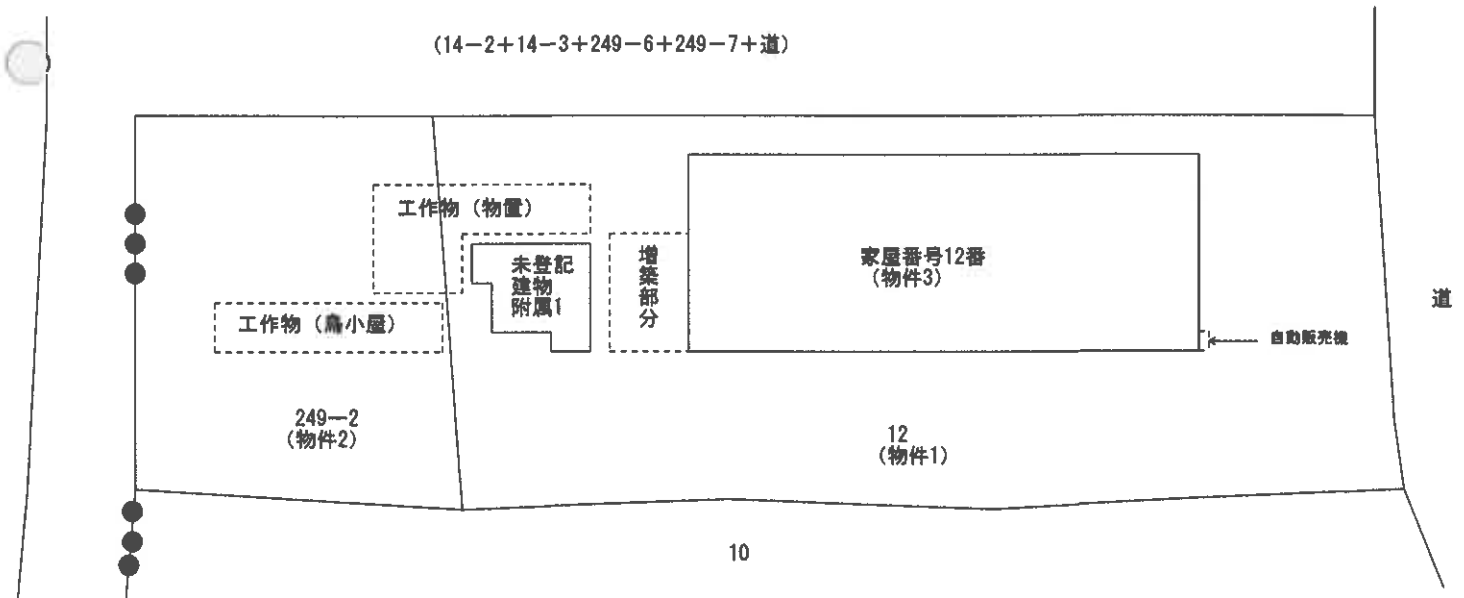 (14－2+14－3+249－6+249－7+道)
工作物（物置）
未登記
建物
附属1
増築部分
家屋番号12番
(物件3)
道
工作物（鳥小屋）
自動販売機
249－2
(物件2)
12
(物件1)
10